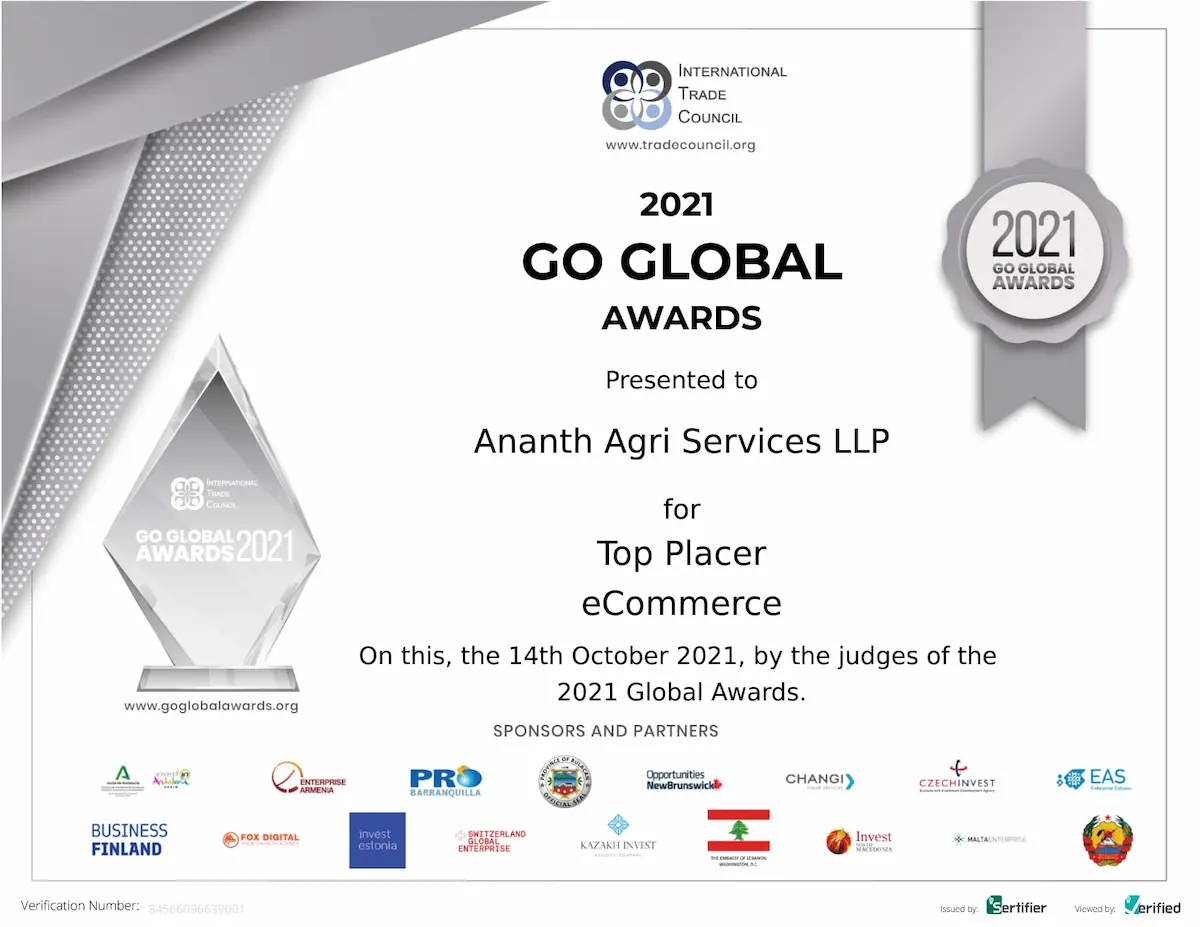 INTERNATIONAL
TRADE
COUNCIL
www.tradecouncil.org
2021
GO GLOBAL
AWARDS
2021
GO GLOBAL
AWARDS
Presented to
Ananth Agri Services LLP
for
Top Placer
eCommerce
On this, the 14th October 2021, by the judges of the
2021 Global Awards.
INTERNATIONAL
TRADE
COUNCIL
GO GLOBAL
AWARDS 2021
www.goglobalawards.org
SPONSORS AND PARTNERS
ENTERPRISE
ARMENIA
PRO
BARRANQUILLA
PROVINCE OF BULACAN
OFFICIAL SEAL
Opportunities
NewBrunswick
CHANGI
CZECHINVEST
EAS
Enterprise Estonia
BUSINESS
FINLAND
FOX DIGITAL
invest
estonia
SWITZERLAND
GLOBAL
ENTERPRISE
KAZAKH INVEST
THE EMBASSY OF LEBANON
WASHINGTON, D.C.
Invest
NORTH
MACEDONIA
MALTAENTERPRISE
Verification Number: 84566096639001
Issued by: Sertifier
Viewed by: Verified